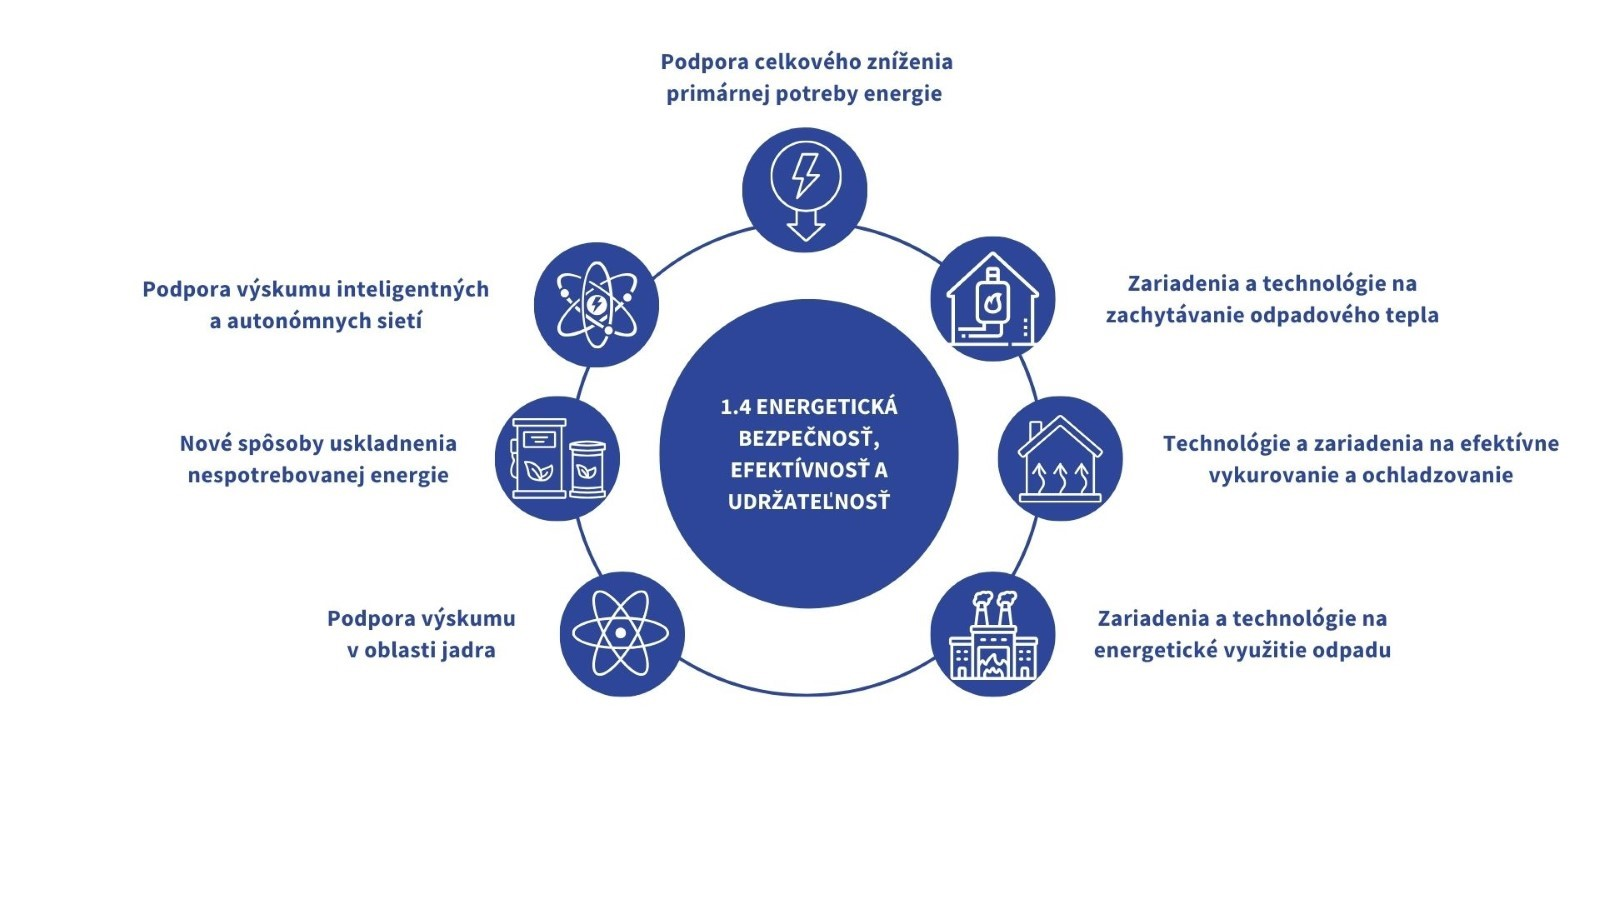 Podpora celkového zníženia
primárnej potreby energie
Podpora výskumu inteligentných
a autonómnych sietí
Zariadenia a technológie na
zachytávanie odpadového tepla
1.4 ENERGETICKÁ
BEZPEČNOSŤ,
EFEKTÍVNOSŤ A
UDRŽATEĽNOSŤ
Nové spôsoby uskladnenia
nespotrebovanej energie
Technológie a zariadenia na efektívne
vykurovanie a ochladzovanie
Podpora výskumu
v oblasti jadra
Zariadenia a technológie na
energetické využitie odpadu